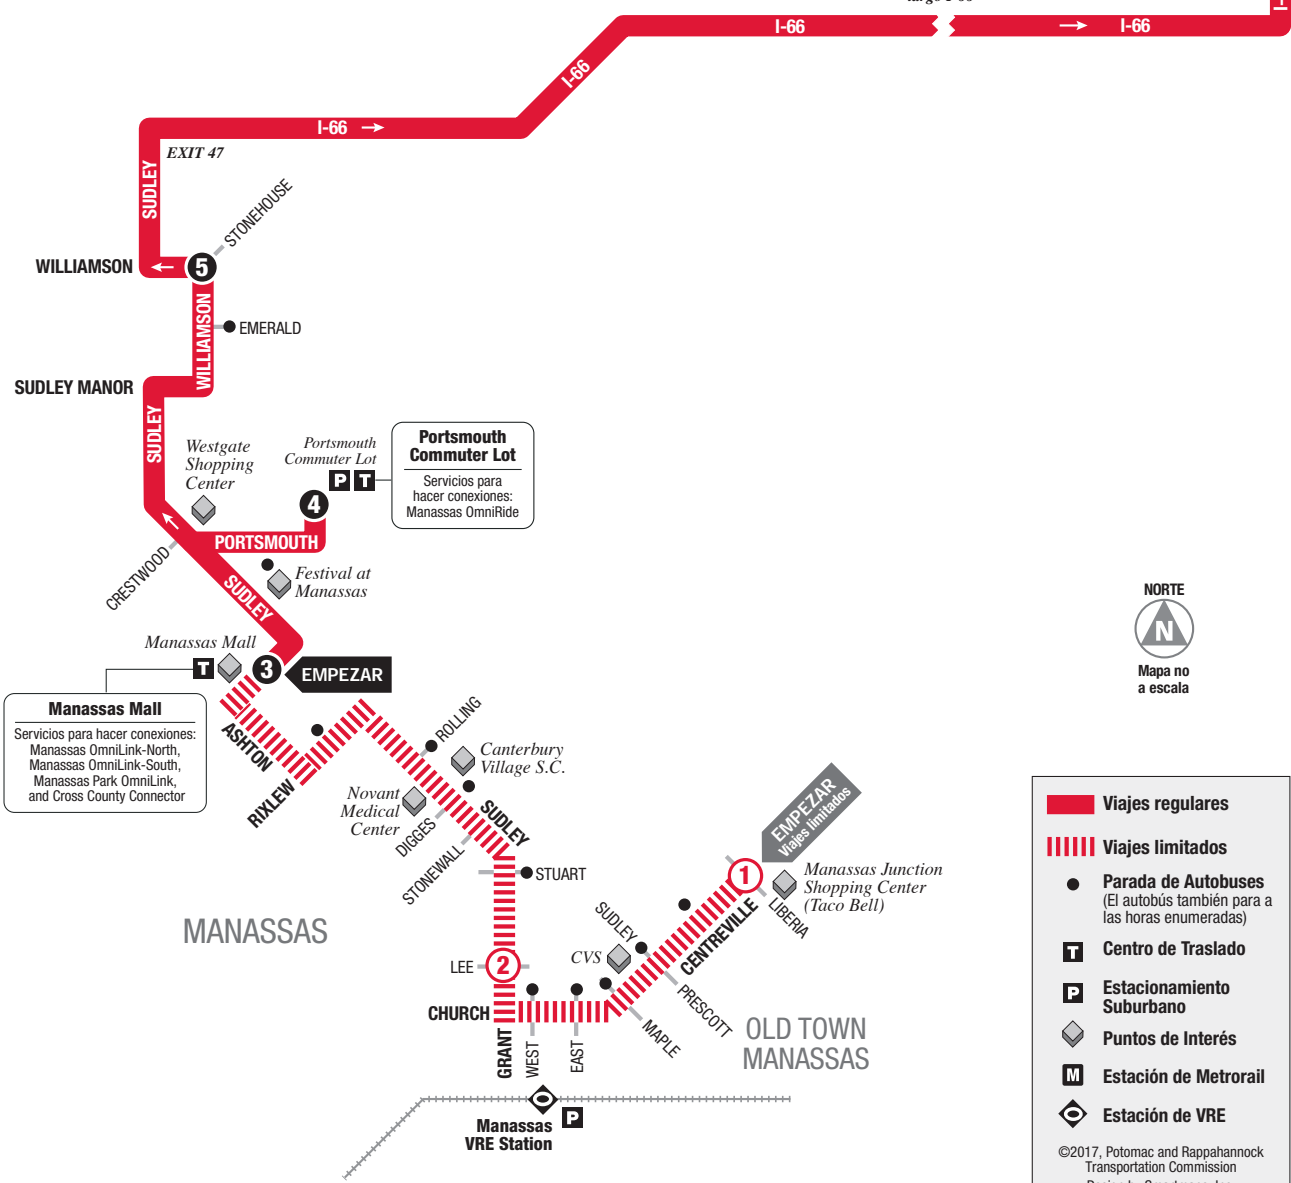 I-66
I-66
I-66
I-66
EXIT 47
SUDLEY
STONEHOUSE
WILLIAMSON
5
WILLIAMSON
EMERALD
SUDLEY MANOR
SUDLEY
Westgate
Shopping
Center
Portsmouth
Commuter Lot
P T
Portsmouth
Commuter Lot
Servicios para
hacer conexiones:
Manassas OmniRide
4
PORTSMOUTH
CRESTWOOD
Festival at
Manassas
SUDLEY
Manassas Mall
T
3
EMPEZAR
Manassas Mall
Servicios para hacer conexiones:
Manassas OmniLink-North,
Manassas OmniLink-South,
Manassas Park OmniLink,
and Cross County Connector
ASHTON
RIXLEW
ROLLING
Canterbury
Village S.C.
Novant
Medical
Center
DIGGES
SUDLEY
STONEWALL
STUART
EMPEZAR
Viajes limitados
1
Manassas Junction
Shopping Center
(Taco Bell)
LIBERIA
CENTREVILLE
SUDLEY
CVS
PRESCOTT
MAPLE
MANASSAS
LEE
2
CHURCH
GRANT
WEST
EAST
OLD TOWN
MANASSAS
Manassas
VRE Station
P
NORTE
N
Mapa no
a escala
Viajes regulares
Viajes limitados
Parada de Autobuses
(El autobús también para a
las horas enumeradas)
T
Centro de Traslado
P
Estacionamiento
Suburbano
Puntos de Interés
M
Estación de Metrorail
Estación de VRE
©2017, Potomac and Rappahannock
Transportation Commission